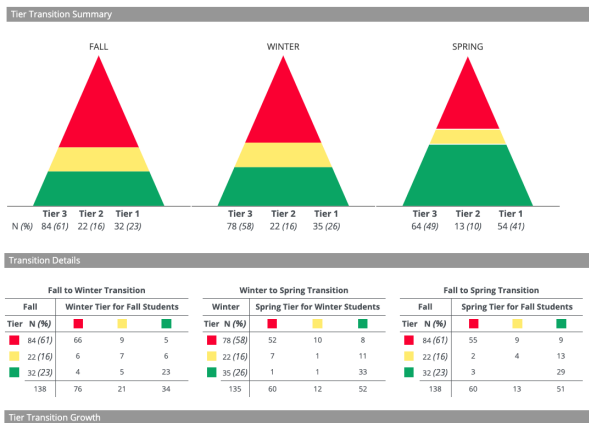 Tier Transition Summary
FALL WINTER SPRING
Tier 3 Tier 2 Tier 1 Tier 3 Tier 2 Tier 1 Tier 3 Tier 2 Tier 1
N (%) 84 (61) 22 (16) 32 (23) 78 (58) 22 (16) 35 (26) 64 (49) 13 (10) 54 (41)
Transition Details
Fall to Winter Transition Winter to Spring Transition Fall to Spring Transition
Fall Winter Tier for Fall Students Winter Spring Tier for Winter Students Fall Spring Tier for Fall Students
Tier N (%) Tier N (%) Tier N (%)
84 (61) 66 9 5 78 (58) 52 10 8 84 (61) 55 9 9
22 (16) 6 7 6 22 (16) 7 1 11 22 (16) 2 4 13
32 (23) 4 5 23 35 (26) 1 1 33 32 (23) 3 29
138 76 21 34 135 60 12 52 138 60 13 51
Tier Transition Growth